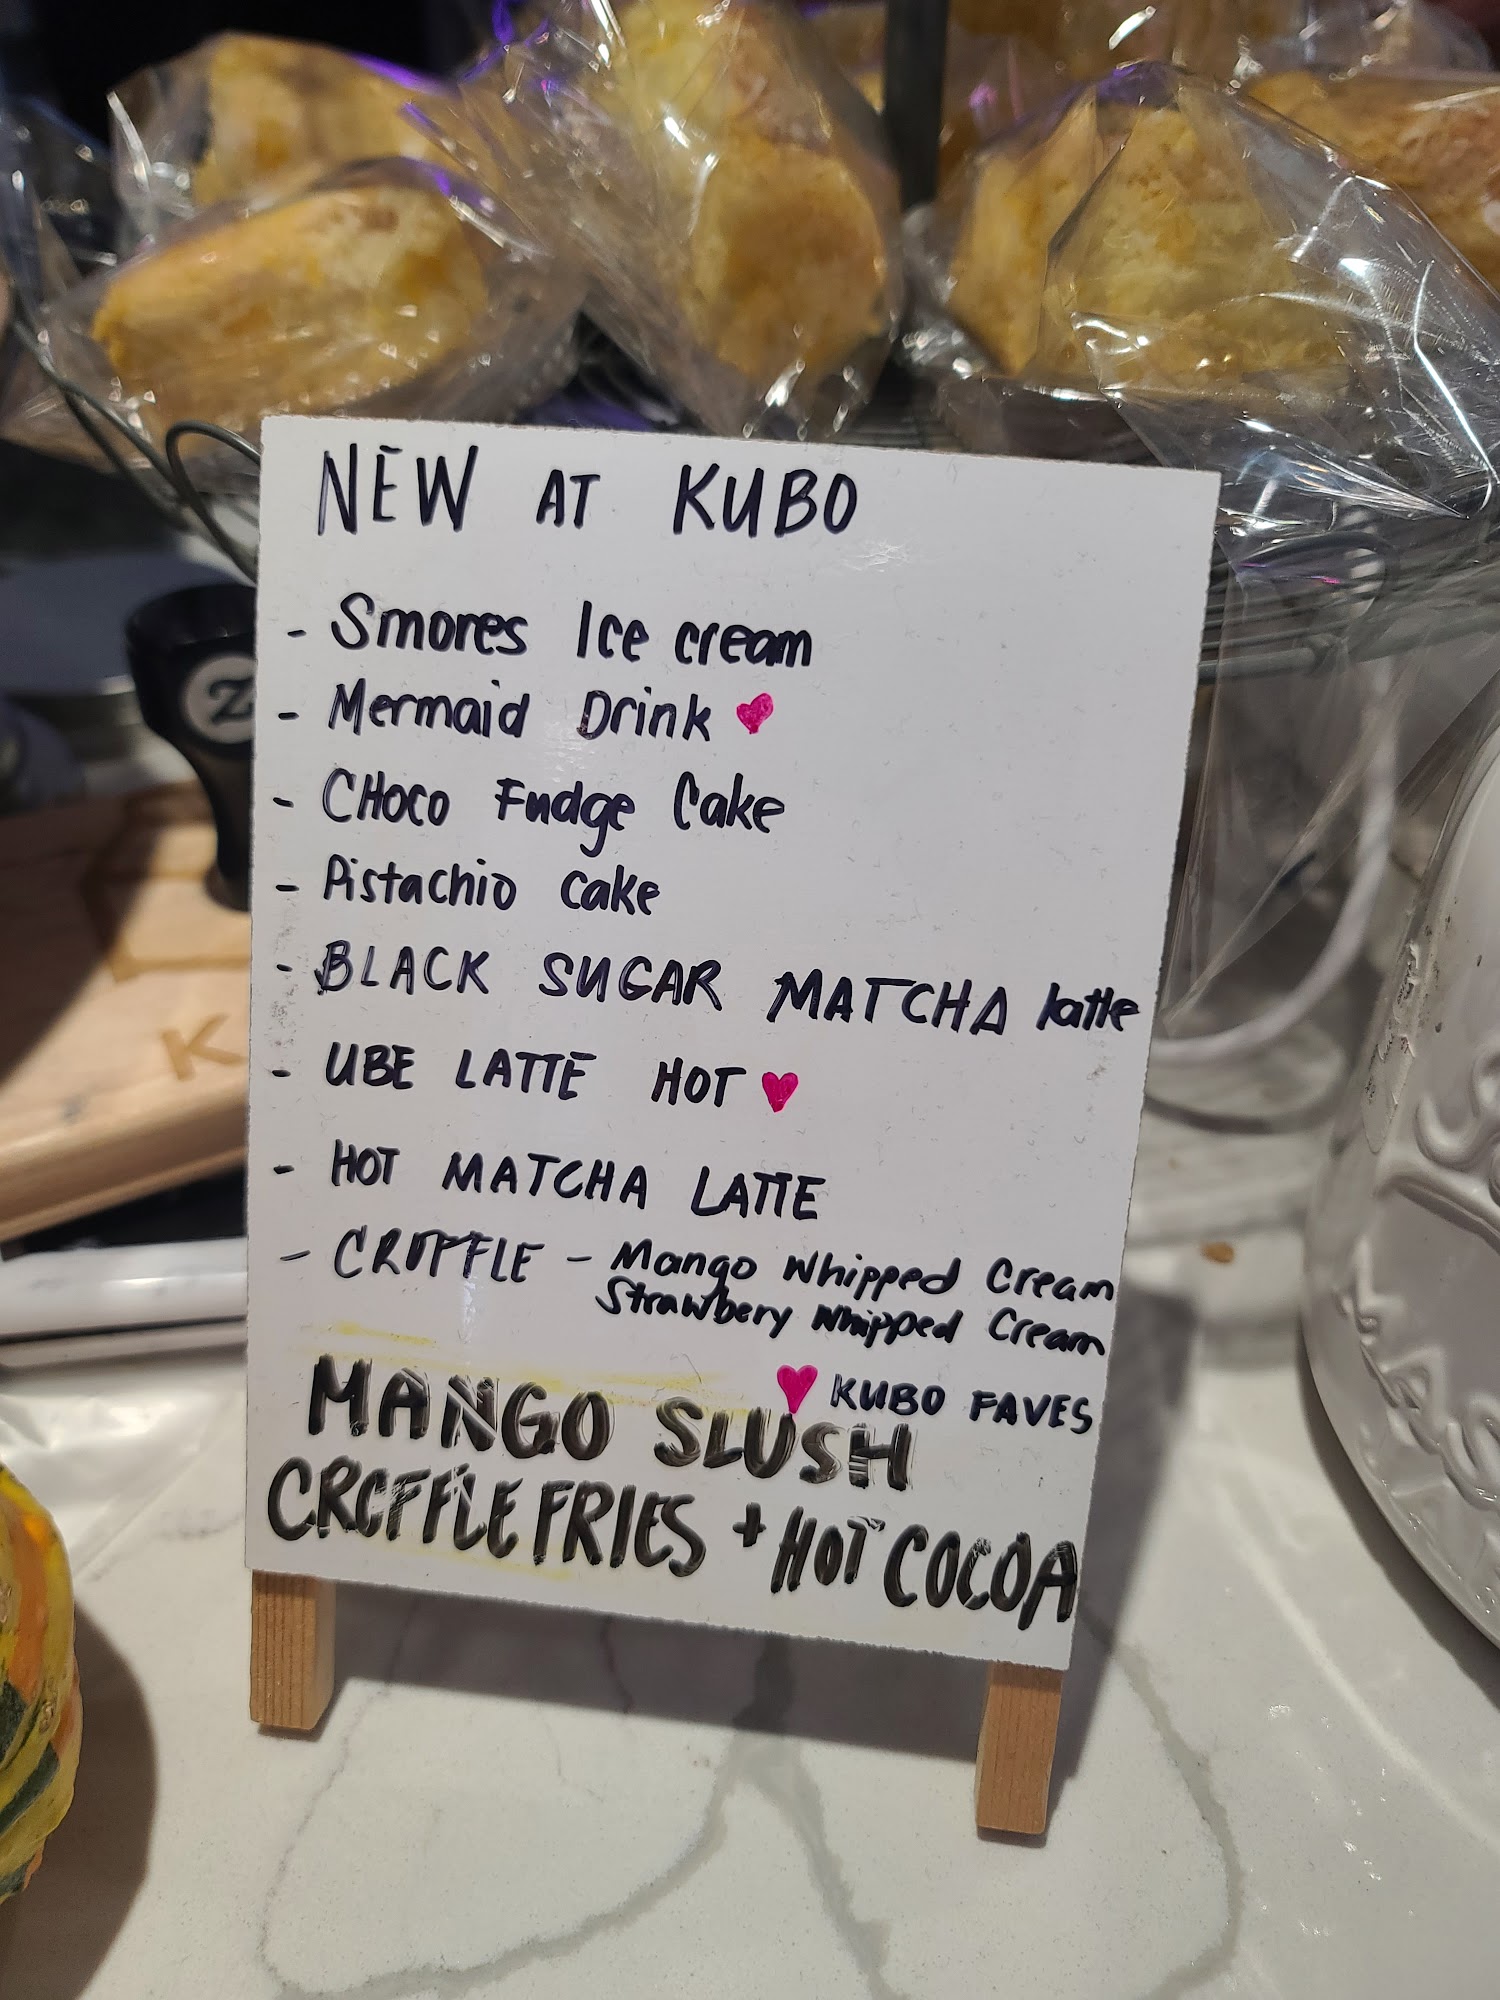 NEW AT KUBO
- Smores Ice cream
- Mermaid Drink
- CHOCO Fudge Cake
- Pistachio Cake
- BLACK SUGAR MATCHA latte
- UBE LATTE HOT
- HOT MATCHA LATTE
- CROFFLE - Mango Whipped Cream
Strawbery Whipped Cream
KUBO FAVES
MANGO SLUSH
CROFFLE FRIES + HOT COCOA
Z
K